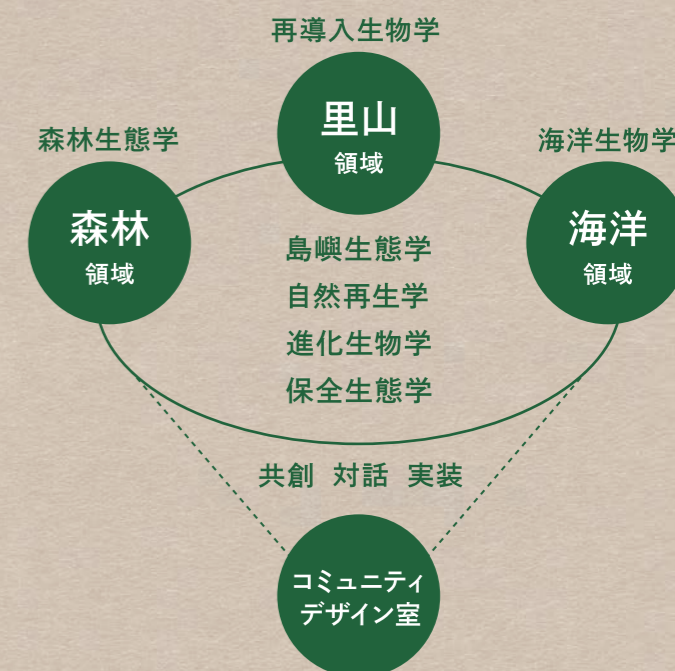 再導入生物学
里山
領域
森林生態学
森林
領域
海洋生物学
海洋
領域
島嶼生態学
自然再生学
進化生物学
保全生態学
共創 対話 実装
コミュニティ
デザイン室